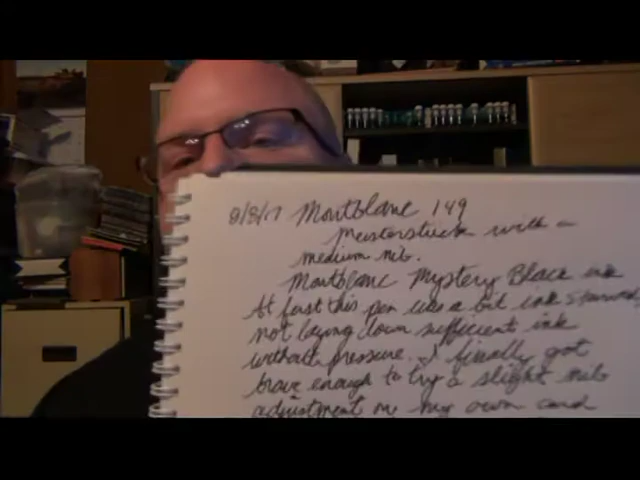 9/8/17 Montblanc 149
Meisterstuck with a
medium nib.
Montblanc Mystery Black ink
At first this pen was a bit ink starved,
not laying down sufficient ink
without pressure. I finally got
brave enough to try a slight nib
adjustment on my own and